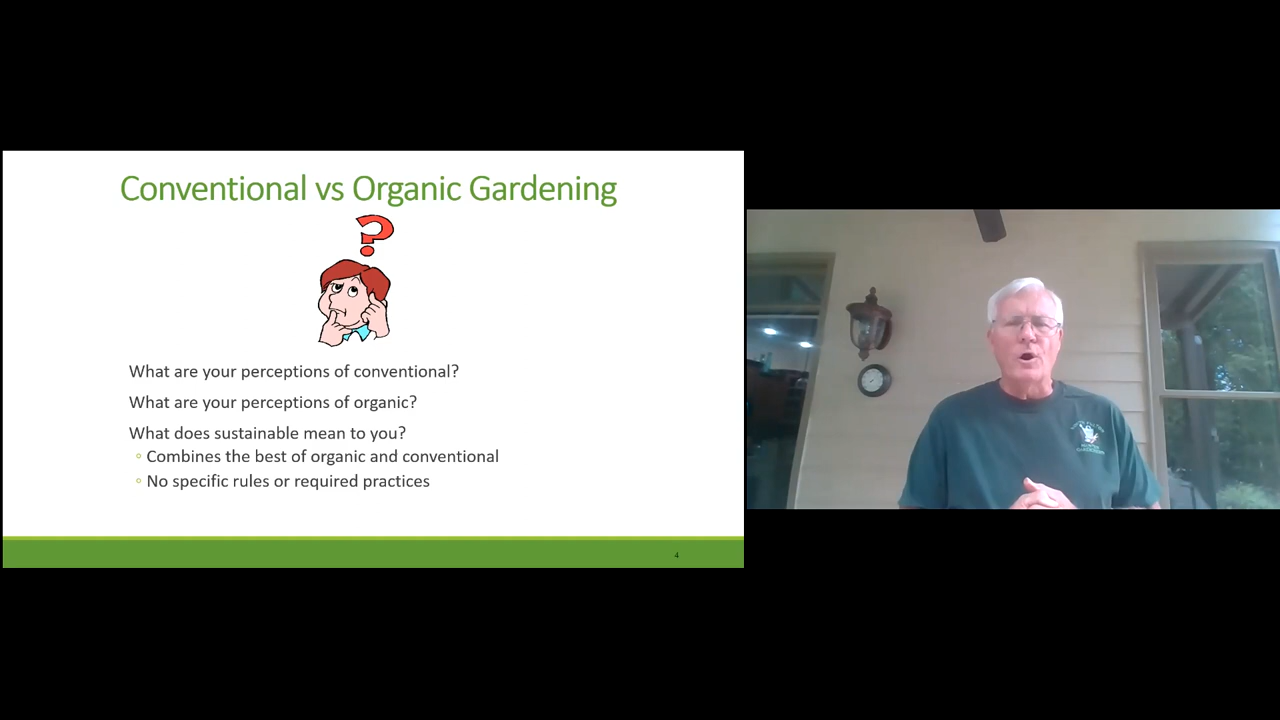 Conventional vs Organic Gardening
?
What are your perceptions of conventional?
What are your perceptions of organic?
What does sustainable mean to you?
Combines the best of organic and conventional
No specific rules or required practices
4